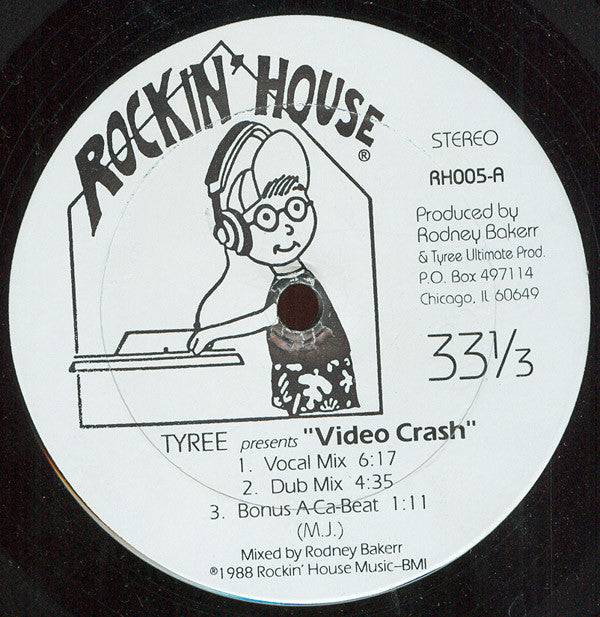 ROCKIN' HOUSE
®
STEREO
RH005-A
Produced by
Rodney Bakerr
& Tyree Ultimate Prod.
P.O. Box 497114
Chicago, IL 60649
33⅓
TYREE presents "Video Crash"
1. Vocal Mix 6:17
2. Dub Mix 4:35
3. Bonus A-Ca-Beat 1:11
(M.J.)
Mixed by Rodney Bakerr
®1988 Rockin' House Music–BMI